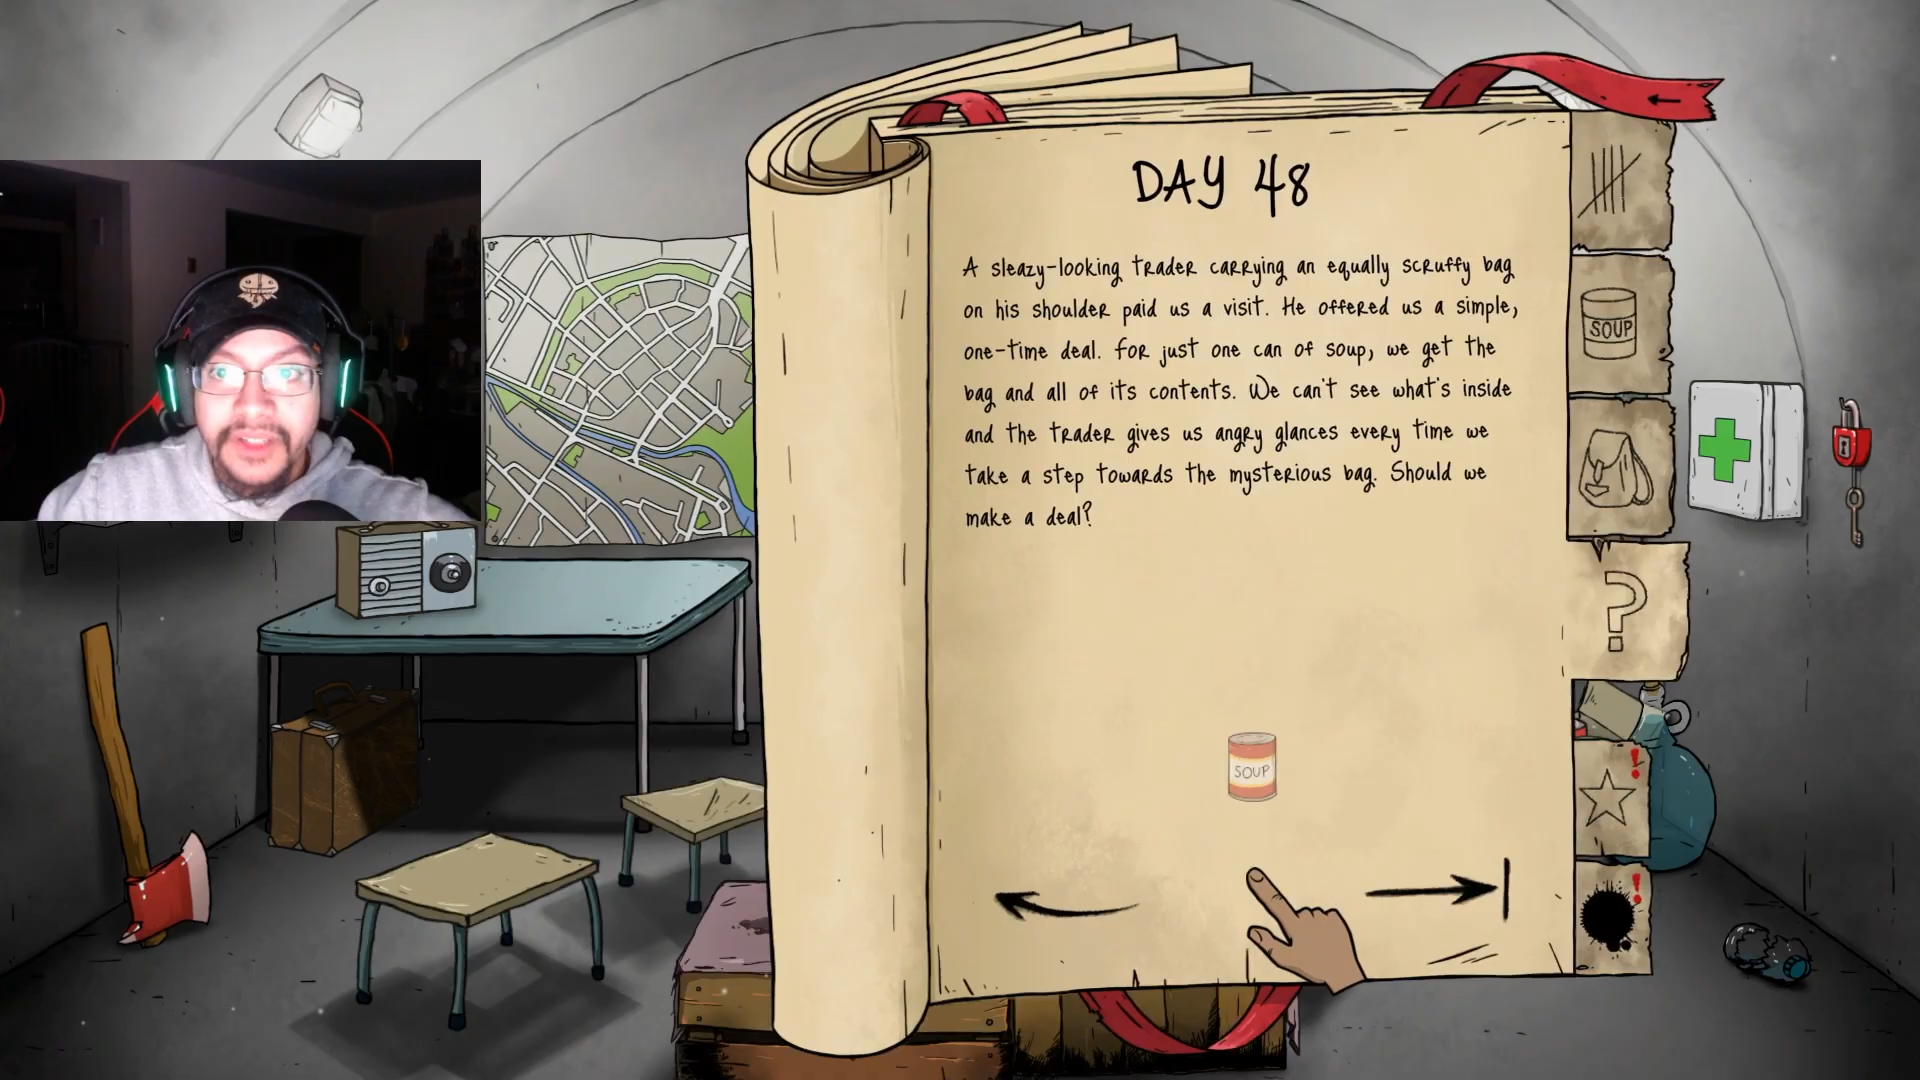 DAY 48
A sleazy-looking trader carrying an equally scruffy bag
on his shoulder paid us a visit. He offered us a simple,
one-time deal. For just one can of soup, we get the
bag and all of its contents. We can't see what's inside
and the trader gives us angry glances every time we
take a step towards the mysterious bag. Should we
make a deal?
SOUP
SOUP
?
!
!